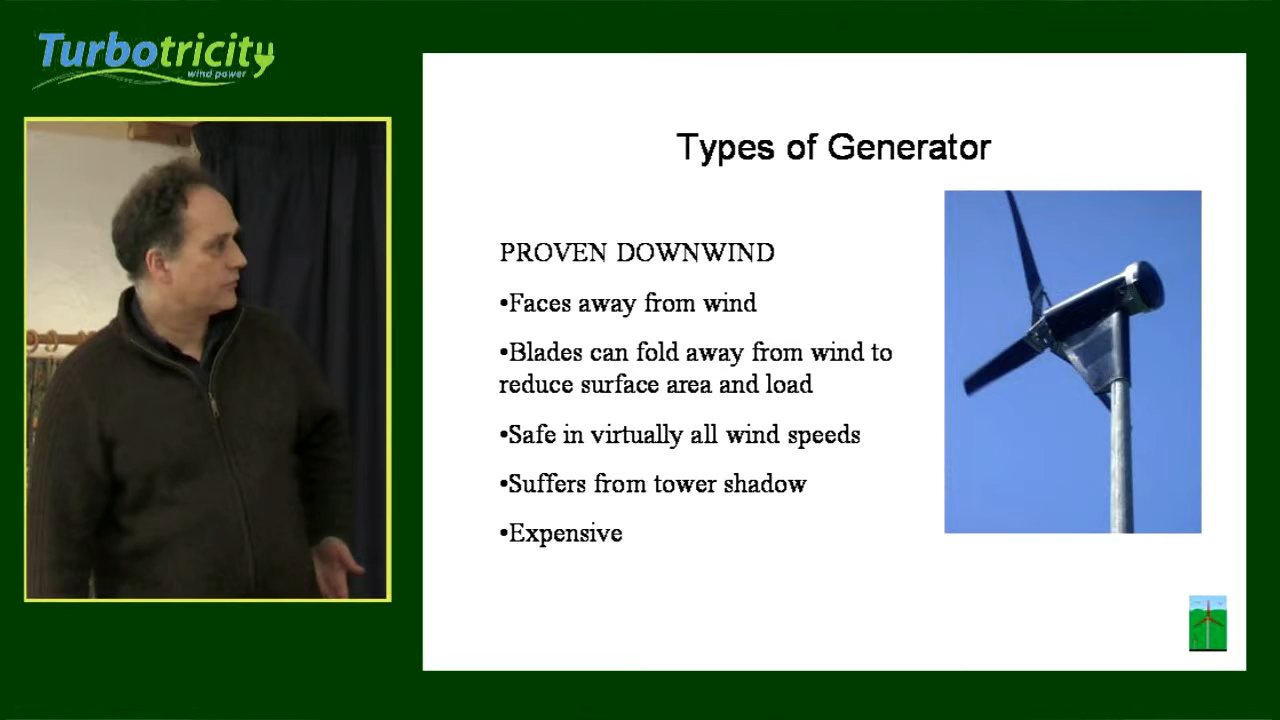 Turbotricity
wind power
Types of Generator
PROVEN DOWNWIND
•Faces away from wind
•Blades can fold away from wind to
reduce surface area and load
•Safe in virtually all wind speeds
•Suffers from tower shadow
•Expensive